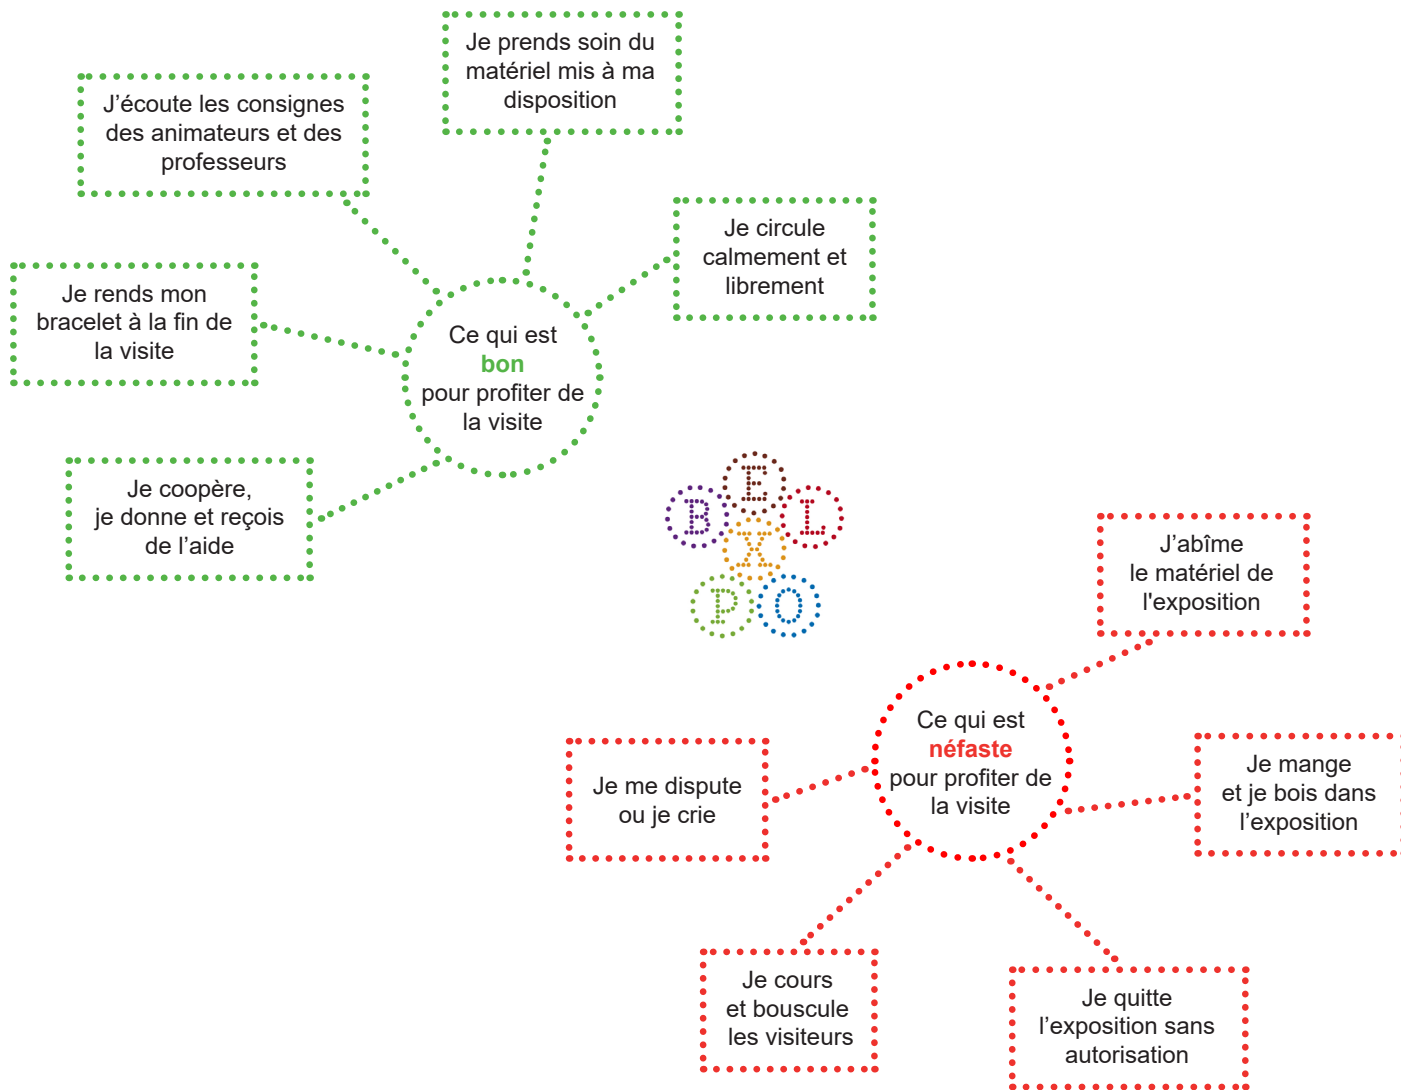 Je prends soin du
matériel mis à ma
disposition
J’écoute les consignes
des animateurs et des
professeurs
Je circule
calmement et
librement
Je rends mon
bracelet à la fin de
la visite
Ce qui est
bon
pour profiter de
la visite
Je coopère,
je donne et reçois
de l’aide
B E L
X
P O
J’abîme
le matériel de
l'exposition
Ce qui est
néfaste
pour profiter de
la visite
Je me dispute
ou je crie
Je mange
et je bois dans
l’exposition
Je cours
et bouscule
les visiteurs
Je quitte
l’exposition sans
autorisation